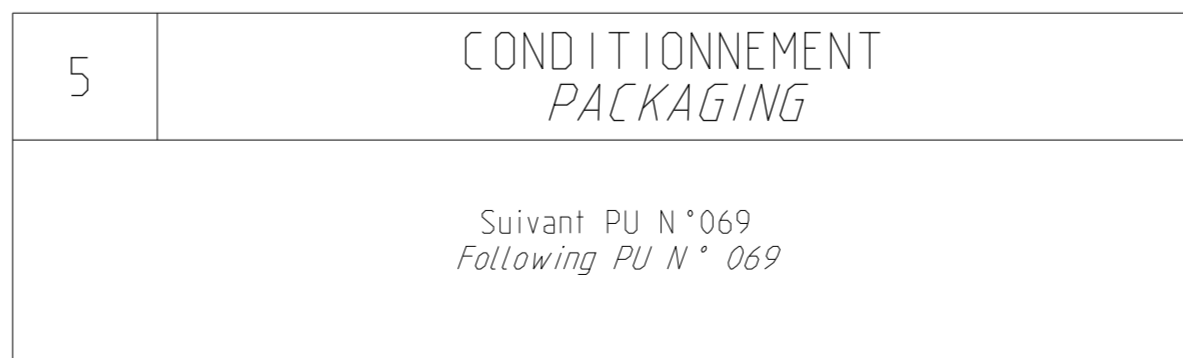 5
CONDITIONNEMENT
PACKAGING
Suivant PU N°069
Following PU N° 069